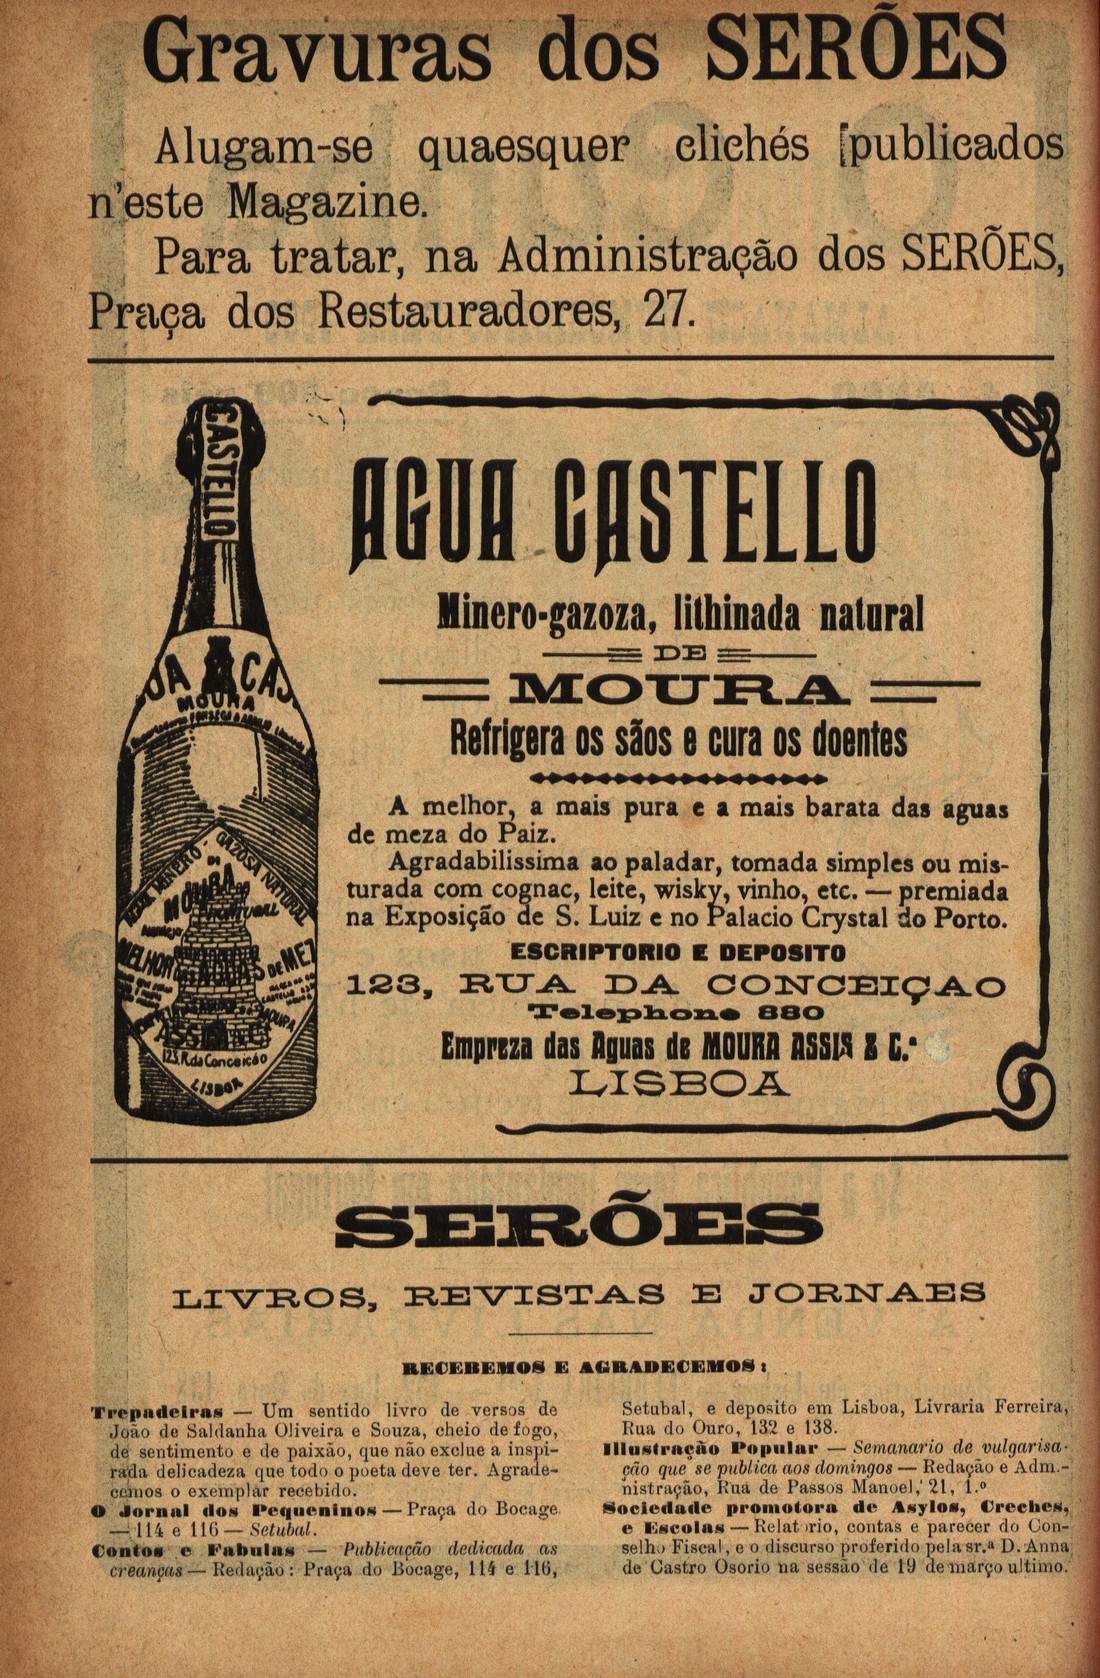 Gravuras dos SERÕES
Alugam-se quaesquer clichés publicados
n'este Magazine.
Para tratar, na Administração dos SERÕES,
Praça dos Restauradores, 27.
CASTELLO
MOURA
GAZOSA NATURAL
MOURA
PORTUGAL
MELHOR DAS AGUAS DE MEZ
ASSIS & C.
123, R. da Conceição
LISBOA
AGUA CASTELLO
Minero-gazoza, lithinada natural
DE
MOURA
Refrigera os sãos e cura os doentes
A melhor, a mais pura e a mais barata das aguas
de meza do Paiz.
Agradabilissima ao paladar, tomada simples ou mis-
turada com cognac, leite, wisky, vinho, etc. — premiada
na Exposição de S. Luiz e no Palacio Crystal do Porto.
ESCRIPTORIO E DEPOSITO
123, RUA DA CONCEIÇAO
Telephone 880
Empreza das Aguas de MOURA ASSIS & C.ª
LISBOA
SERÕES
LIVROS, REVISTAS E JORNAES
RECEBEMOS E AGRADECEMOS:
Trepadeiras — Um sentido livro de versos de
João de Saldanha Oliveira e Souza, cheio de fogo,
de sentimento e de paixão, que não exclue a inspi-
rada delicadeza que todo o poeta deve ter. Agrade-
cemos o exemplar recebido.
O Jornal dos Pequeninos — Praça do Bocage
— 114 e 116 — Setubal.
Contos e Fabulas — Publicação dedicada as
creanças — Redação: Praça do Bocage, 114 e 116,
Setubal, e deposito em Lisboa, Livraria Ferreira,
Rua do Ouro, 132 e 138.
Illustração Popular — Semanario de vulgarisa-
ção que se publica aos domingos — Redação e Adm.-
nistração, Rua de Passos Manoel, 21, 1.º
Sociedade promotora de Asylos, Creches,
e Escolas — Relatorio, contas e parecer do Con-
selho Fiscal, e o discurso proferido pela sr.ª D. Anna
de Castro Osorio na sessão de 19 de março ultimo.